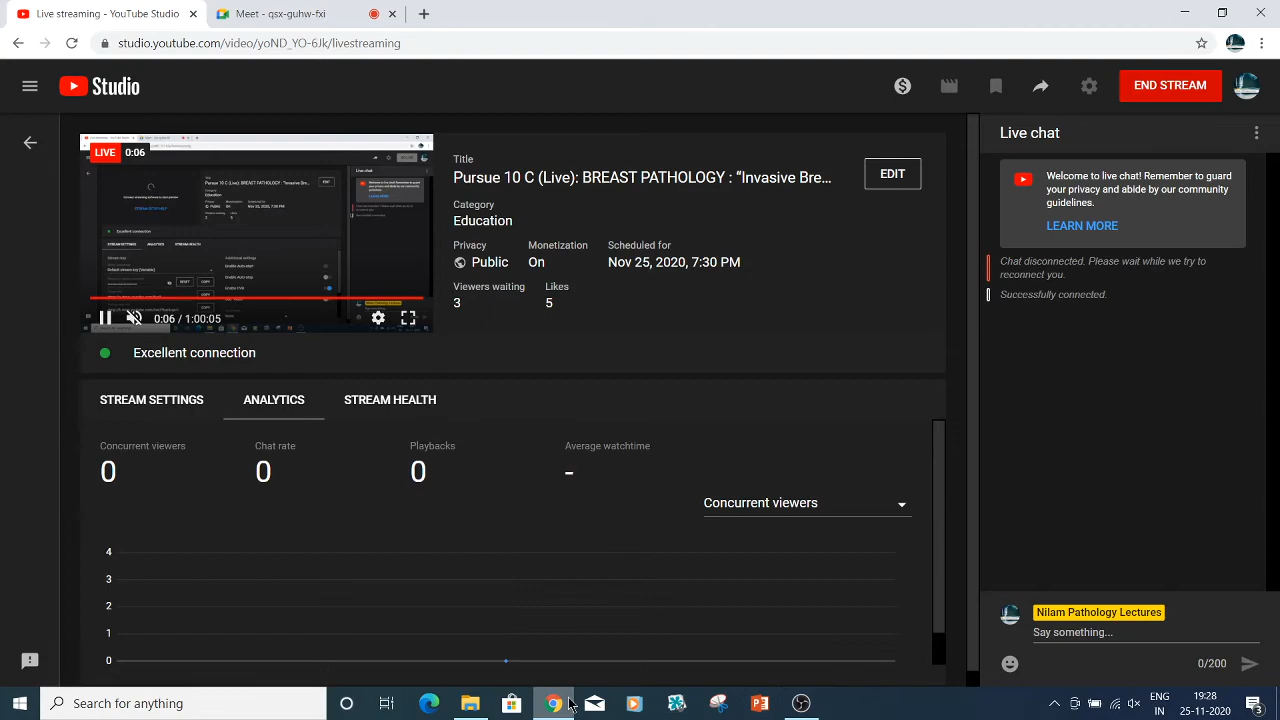 Live streaming - YouTube Studio
Meet - qsx-guhw-fxi
studio.youtube.com/video/yoND_YO-6Jk/livestreaming
Studio
END STREAM
LIVE 0:06
0:06 / 1:00:05
Title
Pursue 10 C (Live): BREAST PATHOLOGY : “Invasive Bre...
EDIT
Category
Education
Privacy Monetization Scheduled for
Public On Nov 25, 2020, 7:30 PM
Viewers waiting Likes
3 5
Excellent connection
STREAM SETTINGS ANALYTICS STREAM HEALTH
Concurrent viewers Chat rate Playbacks Average watchtime
0 0 0 -
Concurrent viewers
4
3
2
1
0
Live chat
Welcome to live chat! Remember to guard
your privacy and abide by our community
guidelines.
LEARN MORE
Chat disconnected. Please wait while we try to
reconnect you.
Successfully connected.
Nilam Pathology Lectures
Say something...
0/200
Search for anything
ENG
IN
19:28
25-11-2020
3